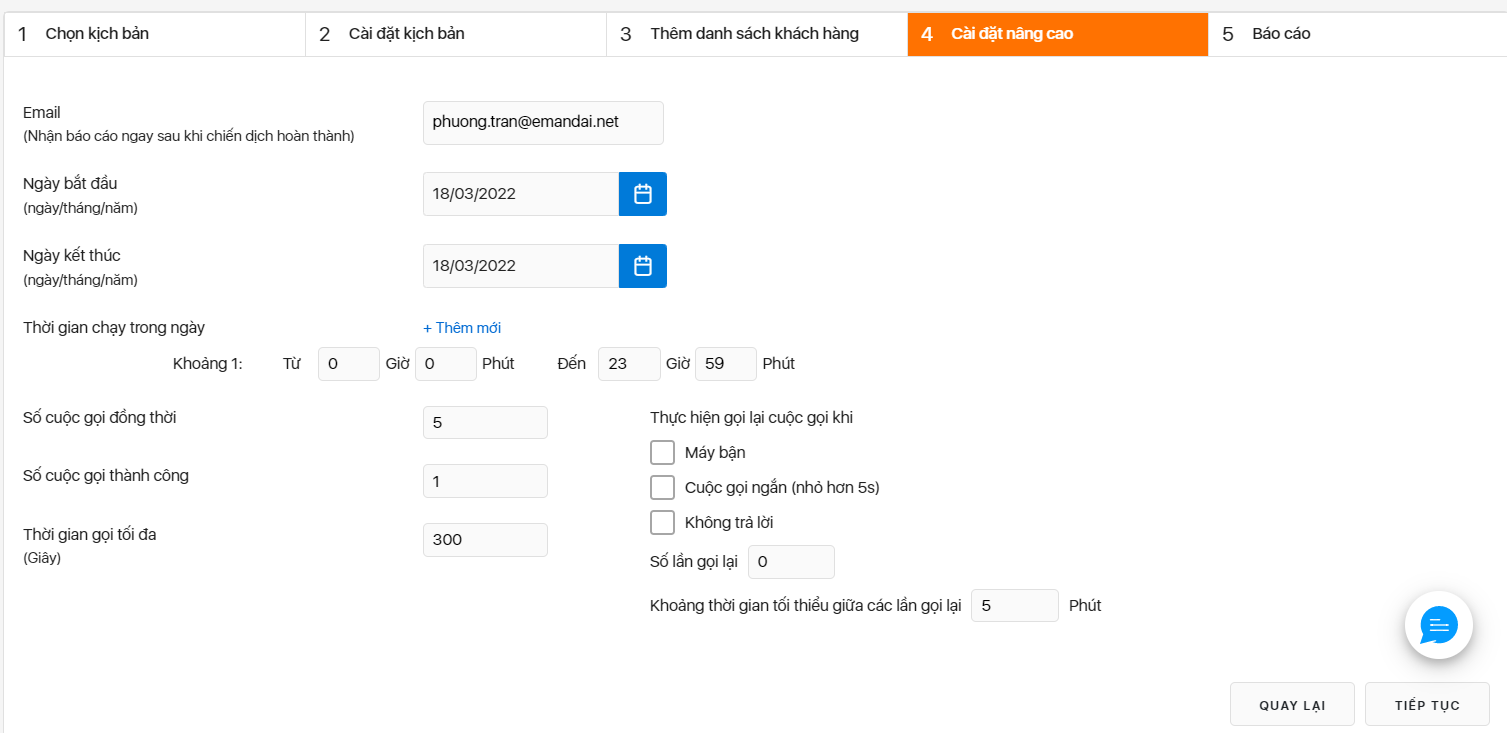 1 Chọn kịch bản
2 Cài đặt kịch bản
3 Thêm danh sách khách hàng
4 Cài đặt nâng cao
5 Báo cáo
Email
phuong.tran@emandai.net
(Nhận báo cáo ngay sau khi chiến dịch hoàn thành)
Ngày bắt đầu
18/03/2022
(ngày/tháng/năm)
Ngày kết thúc
18/03/2022
(ngày/tháng/năm)
Thời gian chạy trong ngày
+ Thêm mới
Khoảng 1: Từ 0 Giờ 0 Phút Đến 23 Giờ 59 Phút
Số cuộc gọi đồng thời
5
Số cuộc gọi thành công
1
Thời gian gọi tối đa
300
(Giây)
Thực hiện gọi lại cuộc gọi khi
Máy bận
Cuộc gọi ngắn (nhỏ hơn 5s)
Không trả lời
Số lần gọi lại 0
Khoảng thời gian tối thiểu giữa các lần gọi lại 5 Phút
QUAY LẠI
TIẾP TỤC